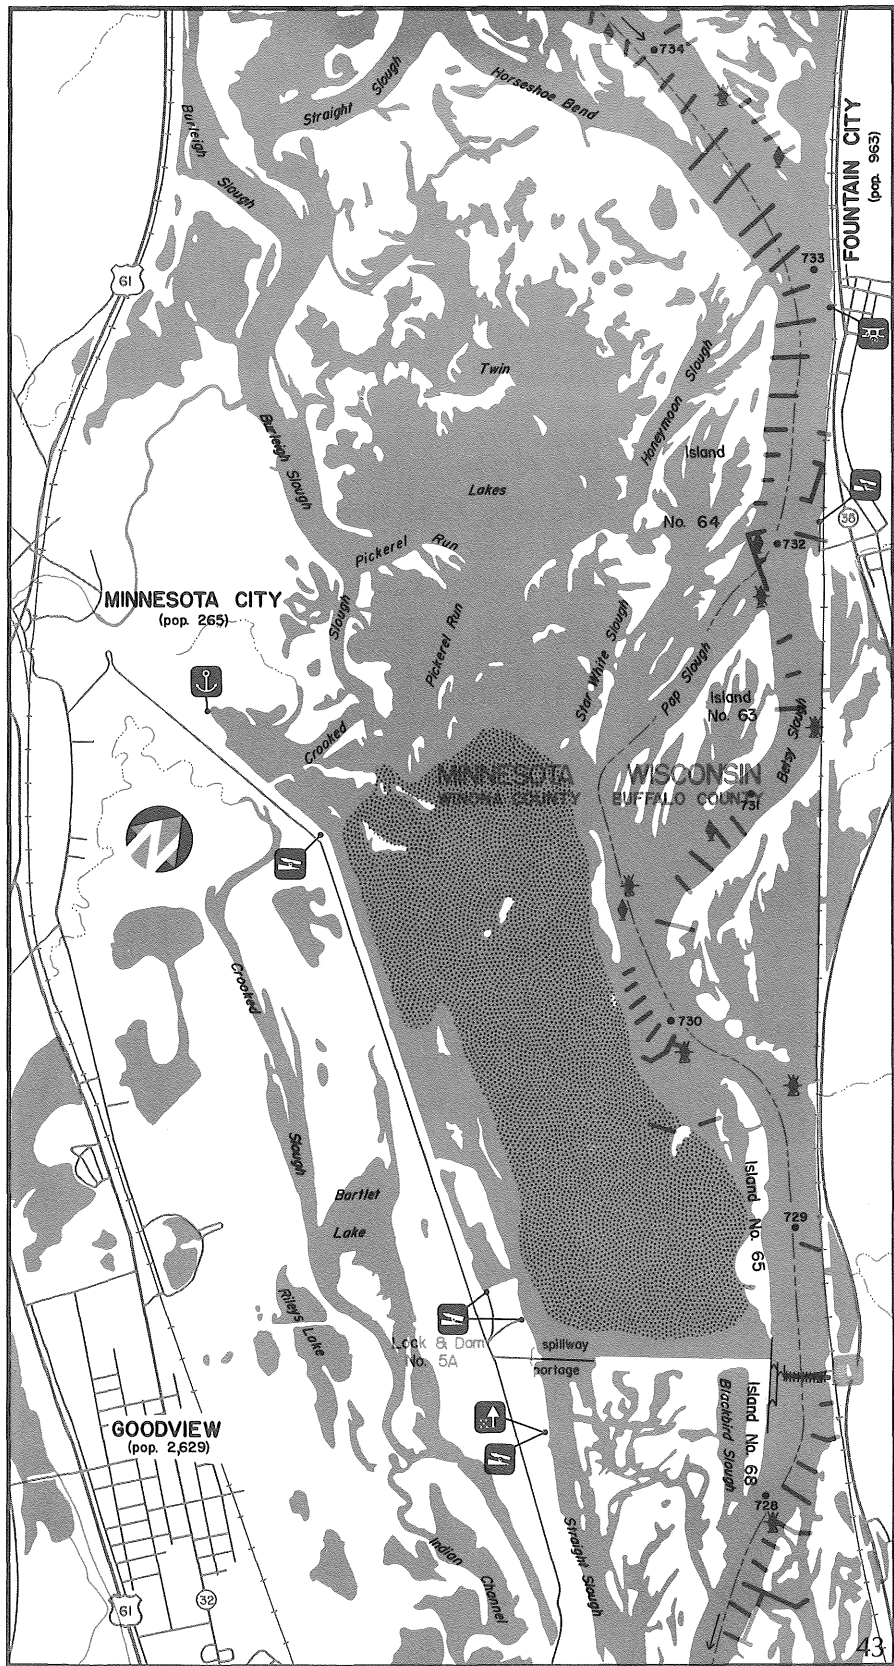 734
Straight Slough
Horseshoe Bend
Burleigh
Slough
FOUNTAIN CITY
(pop. 963)
733
61
Twin
Honeymoon Slough
Island
Burleigh Slough
Lakes
No. 64
38
732
Pickerel Run
MINNESOTA CITY
(pop. 265)
Slough
Pickerel Run
Star White Slough
Pap Slough
Island
No. 63
Betsy Slough
Crooked
MINNESOTA
WISCONSIN
WINONA COUNTY
BUFFALO COUNTY
731
Crooked
730
Slough
Bartlet
Lake
Island No. 65
729
Riley's
Lake
Lock & Dam
No. 5A
spillway
portage
Island No. 68
Blackbird Slough
GOODVIEW
(pop. 2,629)
728
Straight Slough
Indian
Channel
61
32
43